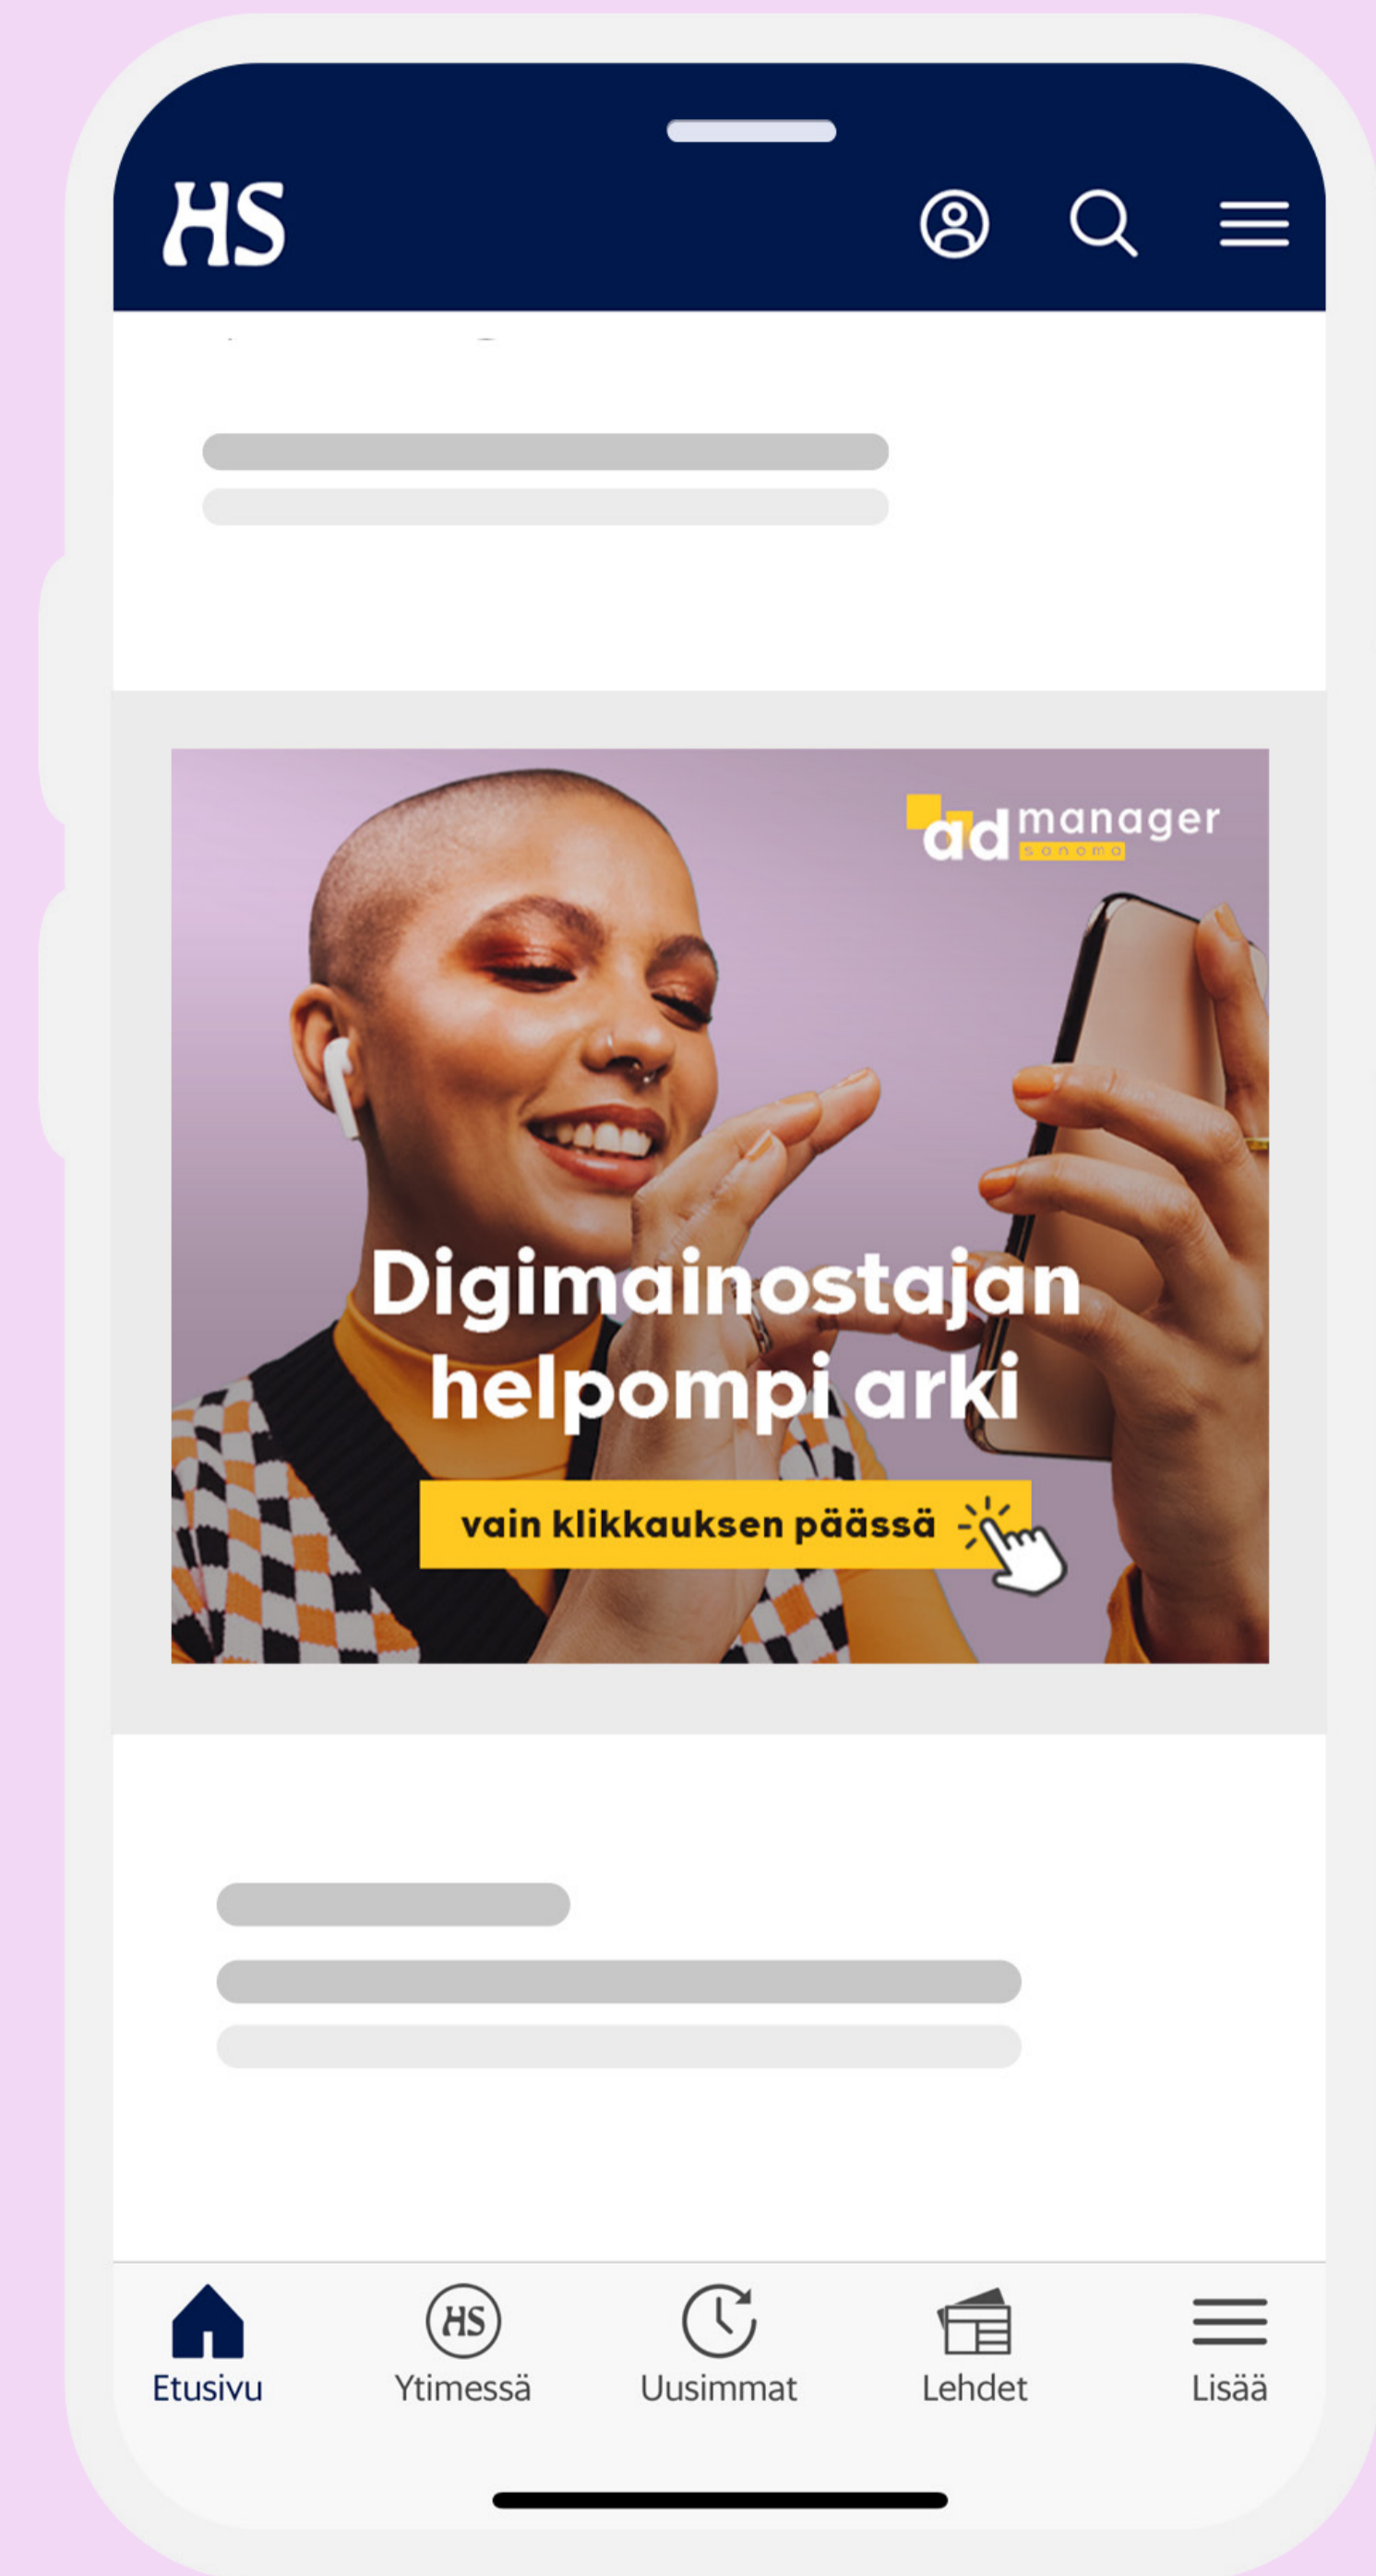 HS
ad manager
sanoma
Digimainostajan
helpompi arki
vain klikkauksen päässä
HS
Etusivu
Ytimessä
Uusimmat
Lehdet
Lisää